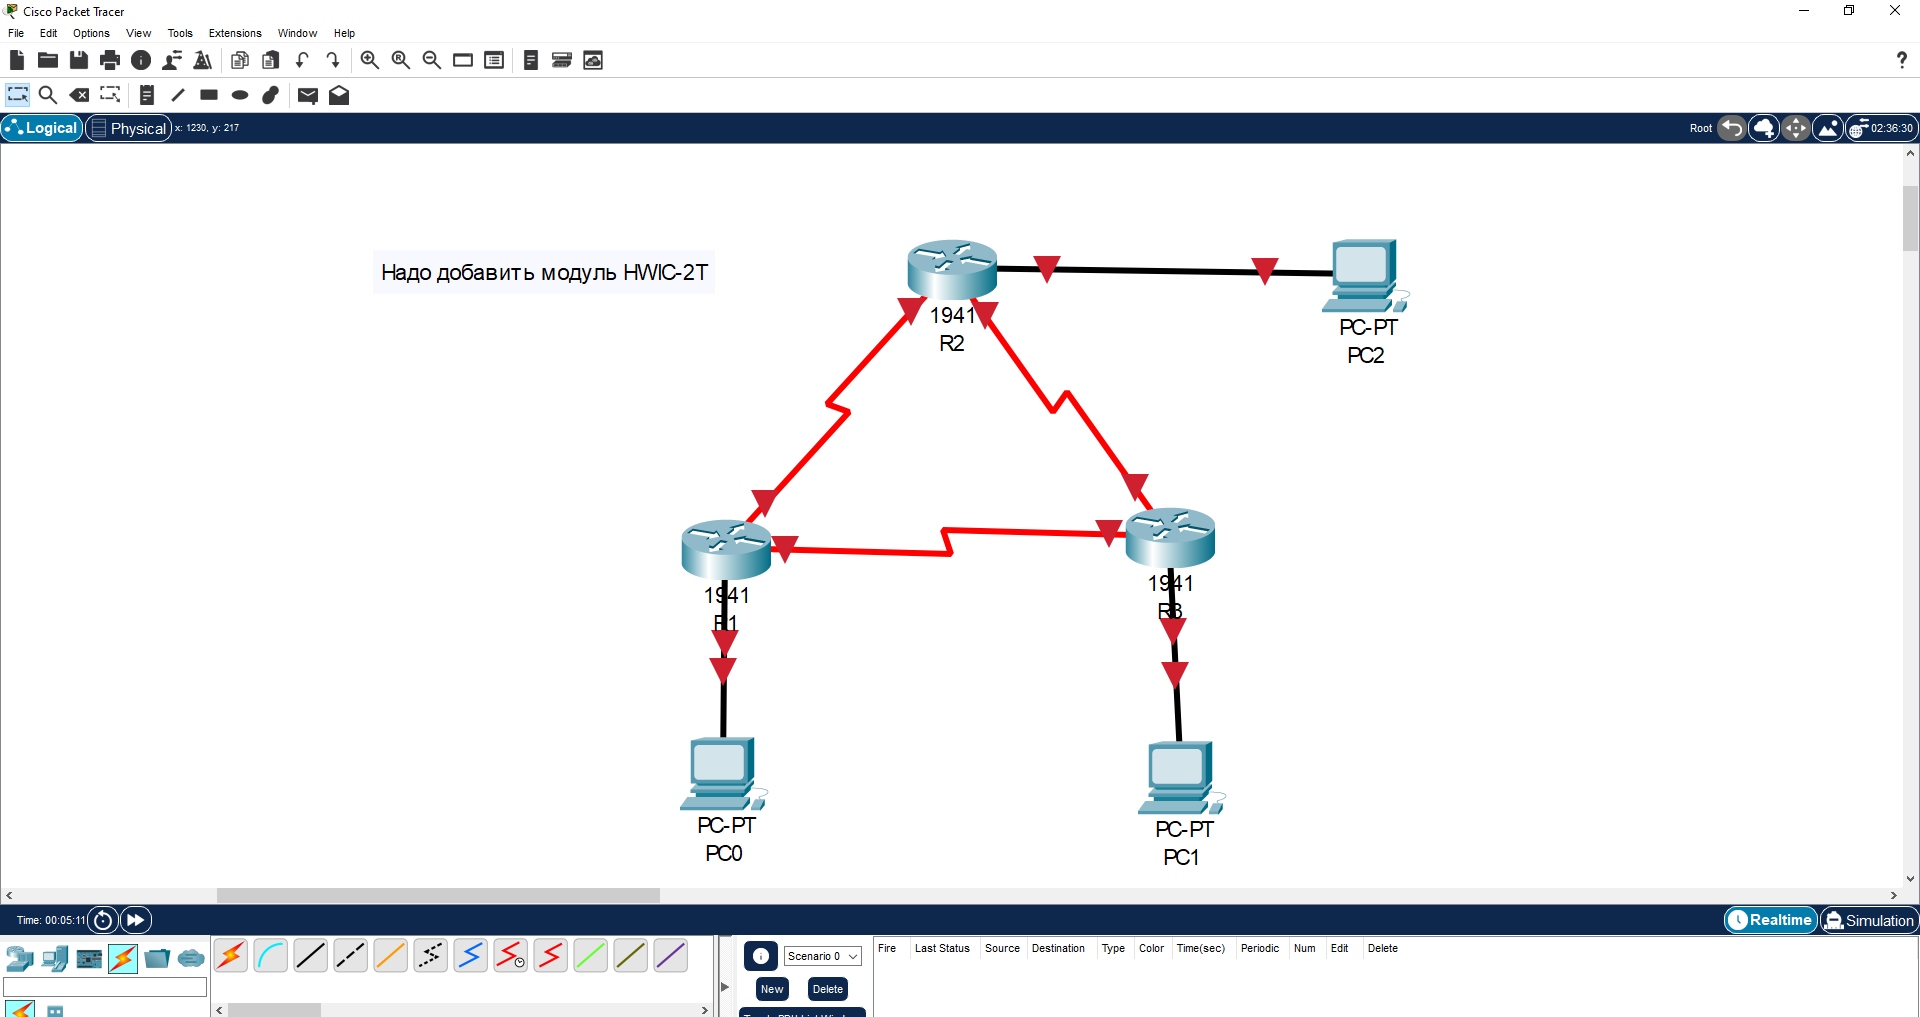 Cisco Packet Tracer
File Edit Options View Tools Extensions Window Help
?
Logical Physical x: 1230, y: 217 Root 02:36:30
Надо добавить модуль HWIC-2T
1941
R2
PC-PT
PC2
1941
R1
1941
R3
PC-PT
PC0
PC-PT
PC1
Time: 00:05:11 Realtime Simulation
Scenario 0 Fire Last Status Source Destination Type Color Time(sec) Periodic Num Edit Delete
New Delete